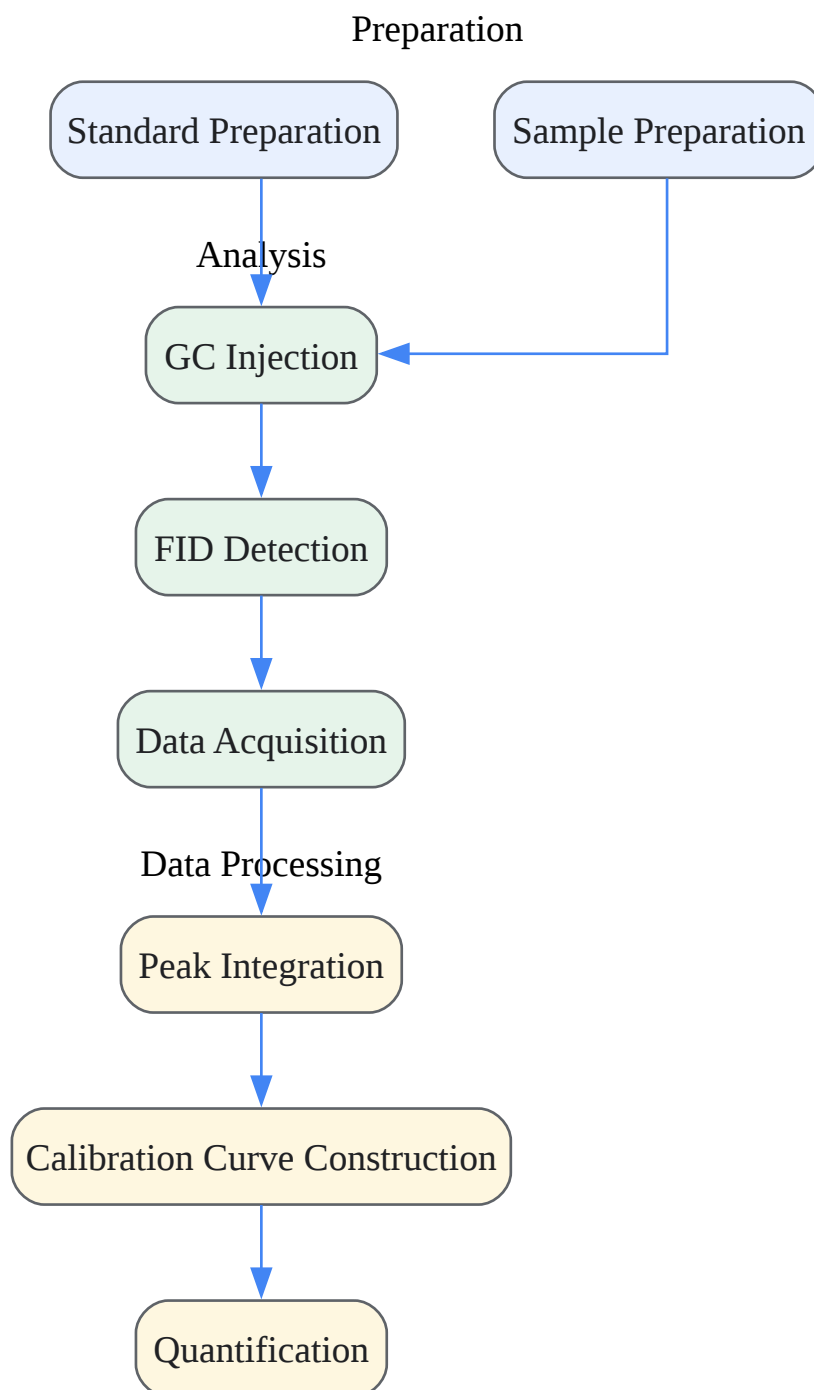 Preparation
Standard Preparation
Sample Preparation
Analysis
GC Injection
FID Detection
Data Acquisition
Data Processing
Peak Integration
Calibration Curve Construction
Quantification